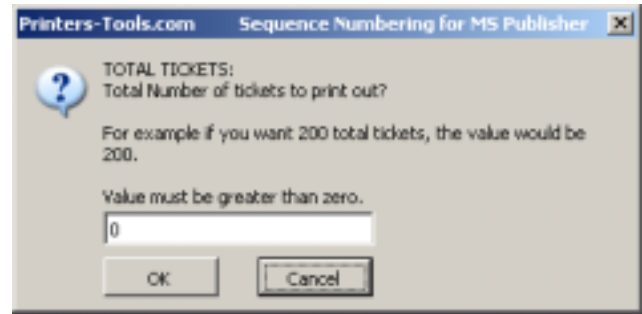 Printers-Tools.com Sequence Numbering for MS Publisher
TOTAL TICKETS:
Total Number of tickets to print out?
For example if you want 200 total tickets, the value would be
200.
Value must be greater than zero.
0
OK Cancel